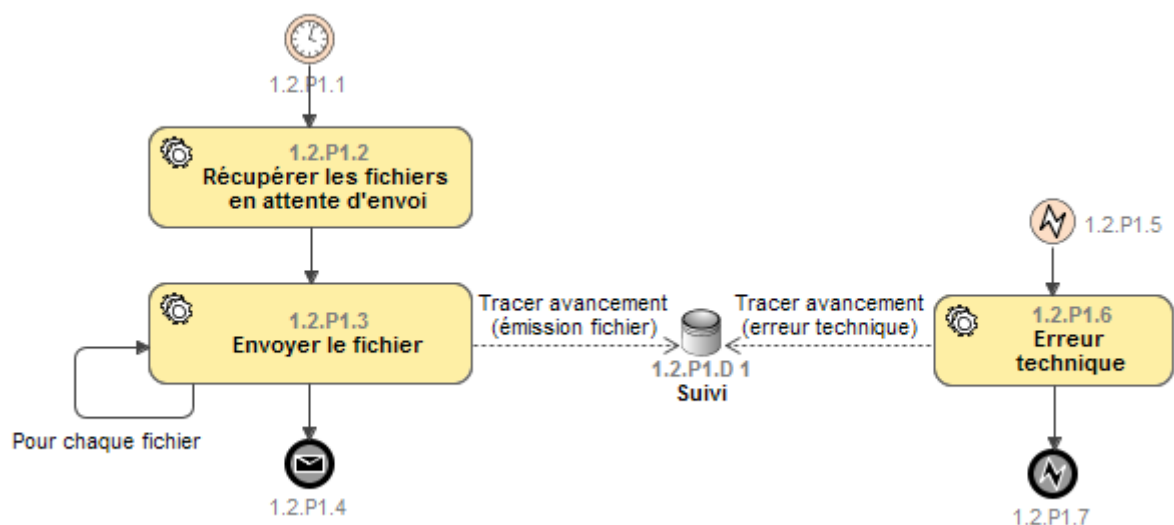 1.2.P1.1
1.2.P1.2
Récupérer les fichiers
en attente d'envoi
1.2.P1.5
1.2.P1.3
Envoyer le fichier
Tracer avancement
(émission fichier)
Tracer avancement
(erreur technique)
1.2.P1.6
Erreur
technique
1.2.P1.D 1
Suivi
Pour chaque fichier
1.2.P1.4
1.2.P1.7